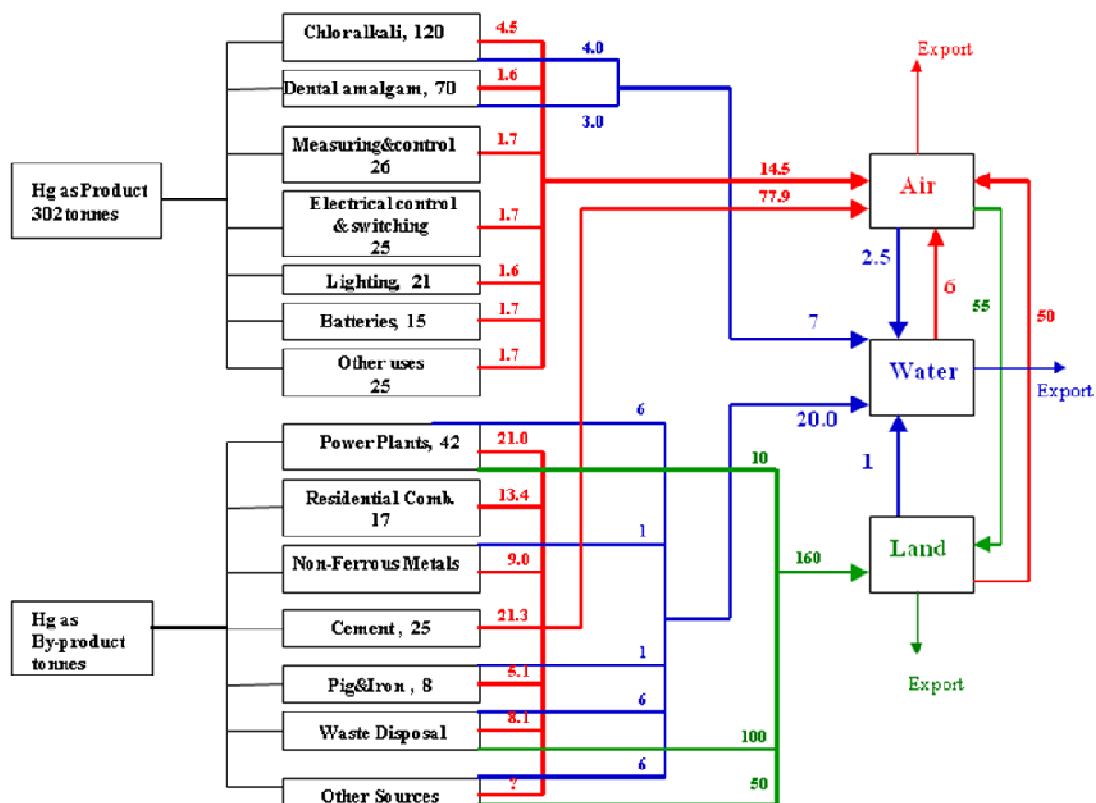 Chloralkali, 120
4.5
4.0
Export
Dental amalgam, 70
1.6
3.0
Measuring&control
26
1.7
Hg as Product
302 tonnes
14.5
Air
77.9
Electrical control
& switching
25
1.7
2.5
6
55
50
Lighting, 21
1.6
Batteries, 15
1.7
7
Other uses
25
1.7
Water
Export
6
20.0
Power Plants, 42
21.0
10
1
Residential Comb.
17
13.4
1
Non-Ferrous Metals
9.0
160
Land
Hg as
By-product
tonnes
Cement , 25
21.3
1
Pig&Iron , 8
5.1
Export
6
Waste Disposal
8.1
100
6
50
Other Sources
7